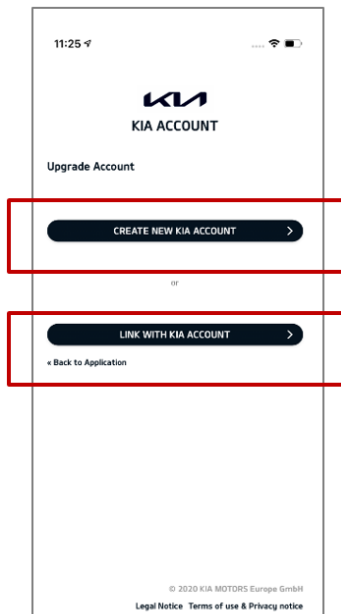 11:25
KIA
KIA ACCOUNT
Upgrade Account
CREATE NEW KIA ACCOUNT
or
LINK WITH KIA ACCOUNT
« Back to Application
© 2020 KIA MOTORS Europe GmbH
Legal Notice Terms of use & Privacy notice